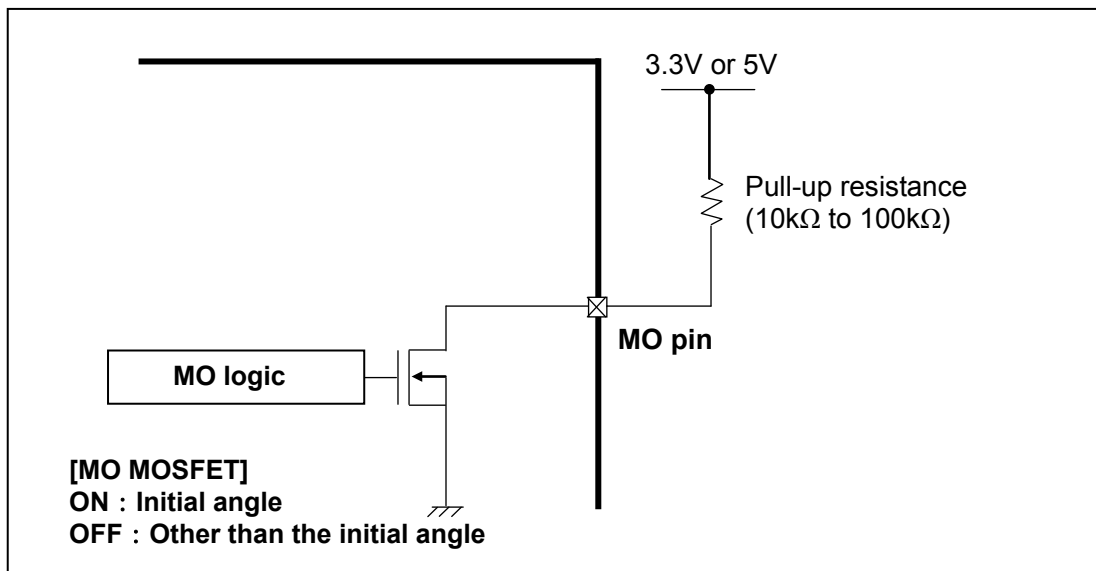 3.3V or 5V
Pull-up resistance
(10kΩ to 100kΩ)
MO pin
MO logic
[MO MOSFET]
ON : Initial angle
OFF : Other than the initial angle